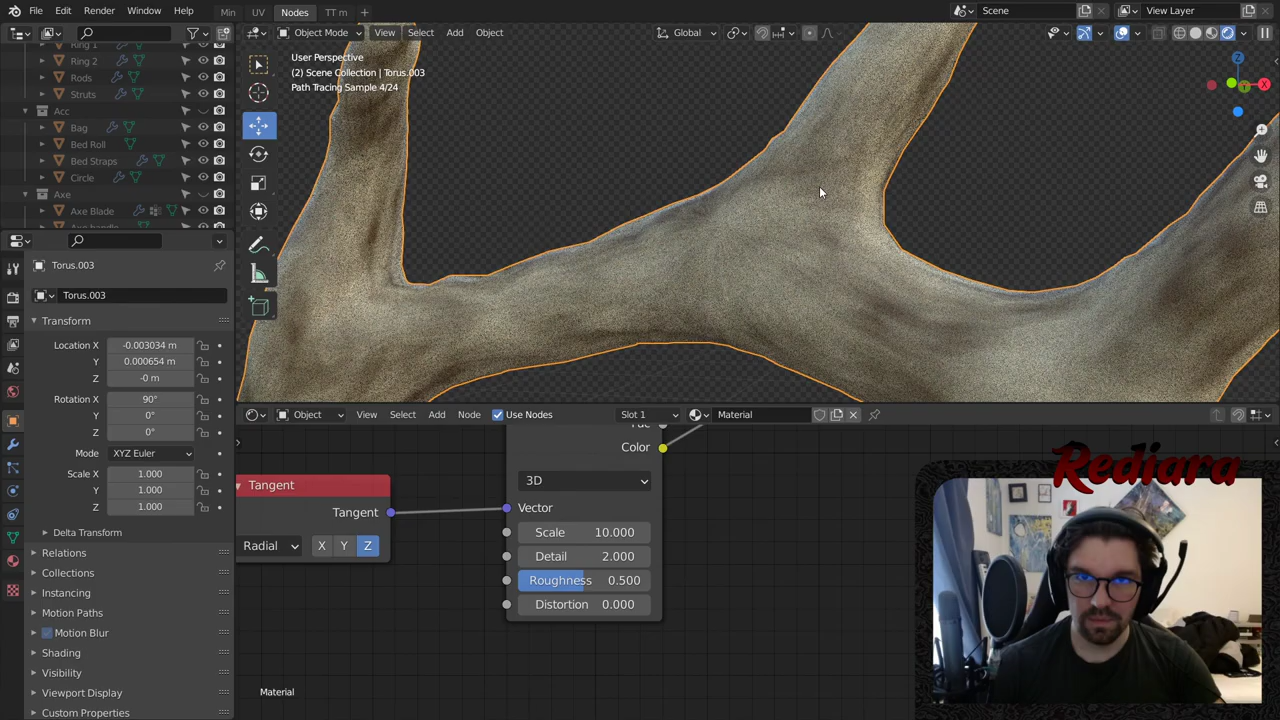 File Edit Render Window Help Min UV Nodes TT m + Scene View Layer
Object Mode View Select Add Object Global
User Perspective
(2) Scene Collection | Torus.003
Path Tracing Sample 4/24
Ring 1
Ring 2
Rods
Struts
Acc
Bag
Bed Roll
Bed Straps
Circle
Axe
Axe Blade
Axe handle
Torus.003
Torus.003
Transform
Location X -0.003034 m
Y 0.000654 m
Z -0 m
Rotation X 90°
Y 0°
Z 0°
Mode XYZ Euler
Scale X 1.000
Y 1.000
Z 1.000
Delta Transform
Relations
Collections
Instancing
Motion Paths
Motion Blur
Shading
Visibility
Viewport Display
Custom Properties
Object View Select Add Node Use Nodes Slot 1 Material
Fac
Color
3D
Vector
Scale 10.000
Detail 2.000
Roughness 0.500
Distortion 0.000
Tangent
Tangent
Radial X Y Z
Material
Rediara
X
Y
Z